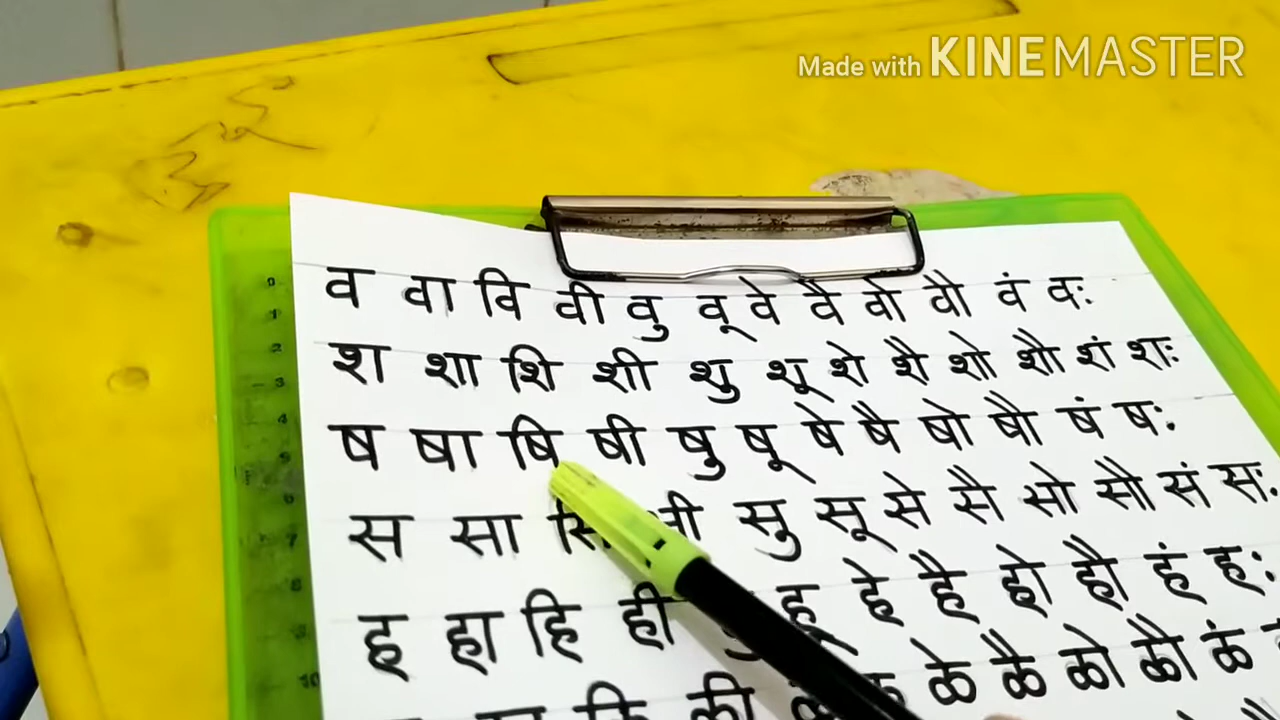 Made with KINEMASTER
व वा वि वी वु वू वे वै वो वौ वं वः
श शा शि शी शु शू शे शै शो शौ शं शः
ष षा षि षी षु षू षे षै षो षौ षं षः
स सा सि सी सु सू से सै सो सौ सं सः
ह हा हि ही हू हे है हो हौ हं हः
ळि ळी ळे ळै ळो ळौ ळं